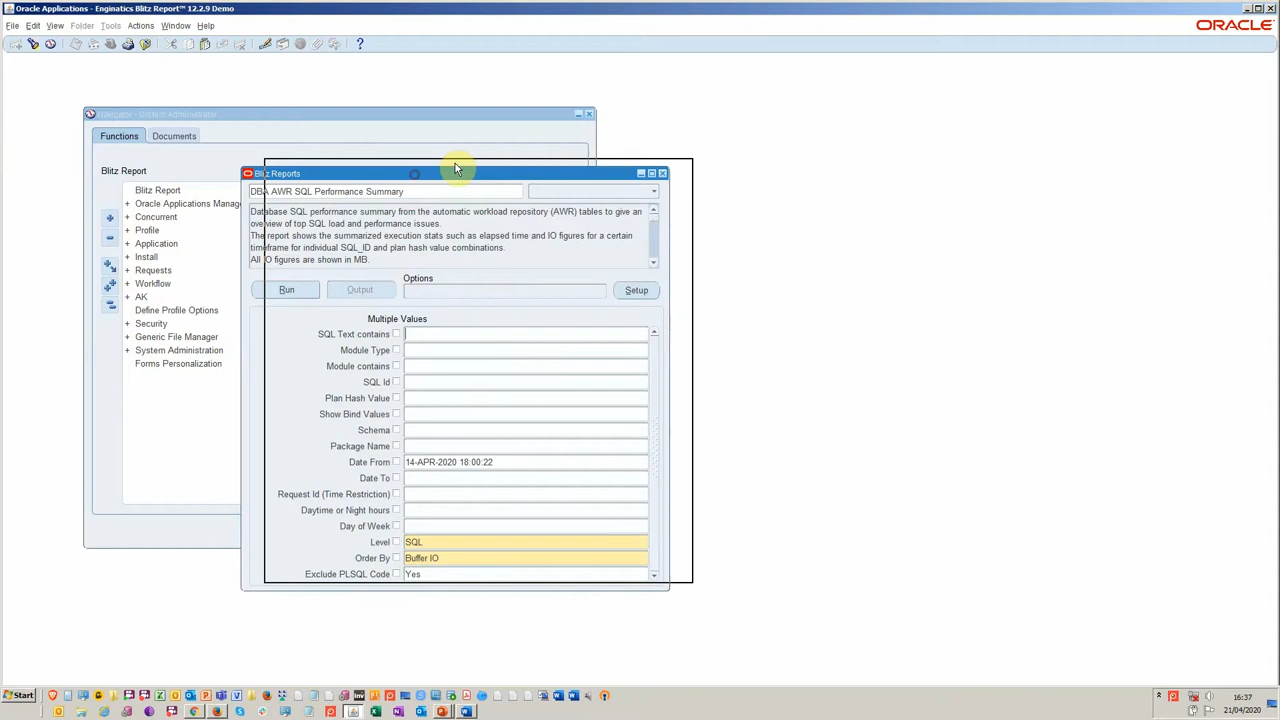 Oracle Applications - Enginatics Blitz Report™ 12.2.9 Demo
File Edit View Folder Tools Actions Window Help
ORACLE
Navigator - System Administrator
Functions Documents
Blitz Report
Blitz Report
+ Oracle Applications Manag
+ Concurrent
+ Profile
+ Application
+ Install
+ Requests
+ Workflow
+ AK
Define Profile Options
+ Security
+ Generic File Manager
+ System Administration
Forms Personalization
Blitz Reports
DBA AWR SQL Performance Summary
Database SQL performance summary from the automatic workload repository (AWR) tables to give an
overview of top SQL load and performance issues.
The report shows the summarized execution stats such as elapsed time and IO figures for a certain
timeframe for individual SQL_ID and plan hash value combinations.
All IO figures are shown in MB.
Options
Run Output Setup
Multiple Values
SQL Text contains
Module Type
Module contains
SQL Id
Plan Hash Value
Show Bind Values
Schema
Package Name
Date From 14-APR-2020 18:00:22
Date To
Request Id (Time Restriction)
Daytime or Night hours
Day of Week
Level SQL
Order By Buffer IO
Exclude PLSQL Code Yes
Start
16:37
21/04/2020